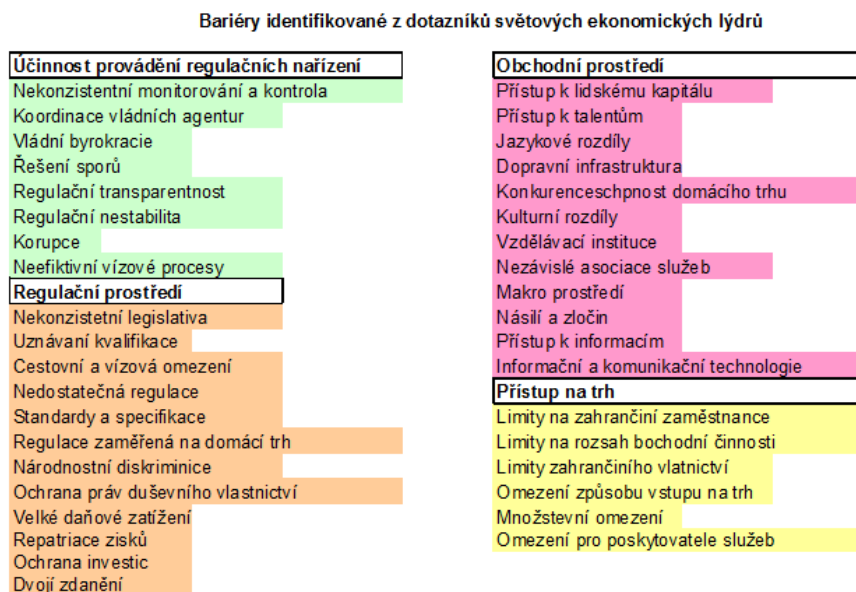 Bariéry identifikované z dotazníků světových ekonomických lýdrů
Účinnost provádění regulačních nařízení
Nekonzistentní monitorování a kontrola
Koordinace vládních agentur
Vládní byrokracie
Řešení sporů
Regulační transparentnost
Regulační nestabilita
Korupce
Neefiktivní vízové procesy
Regulační prostředí
Nekonzistetní legislativa
Uznávaní kvalifikace
Cestovní a vízová omezení
Nedostatečná regulace
Standardy a specifikace
Regulace zaměřená na domácí trh
Národnostní diskriminice
Ochrana práv duševního vlastnictví
Velké daňové zatížení
Repatriace zisků
Ochrana investic
Dvojí zdanění
Obchodní prostředí
Přístup k lidskému kapitálu
Přístup k talentům
Jazykové rozdíly
Dopravní infrastruktura
Konkurenceschpnost domácího trhu
Kulturní rozdíly
Vzdělávací instituce
Nezávislé asociace služeb
Makro prostředí
Násilí a zločin
Přístup k informacím
Informační a komunikační technologie
Přístup na trh
Limity na zahrančiní zaměstnance
Limity na rozsah bochodní činnosti
Limity zahrančiního vlatnictví
Omezení způsobu vstupu na trh
Množstevní omezení
Omezení pro poskytovatele služeb